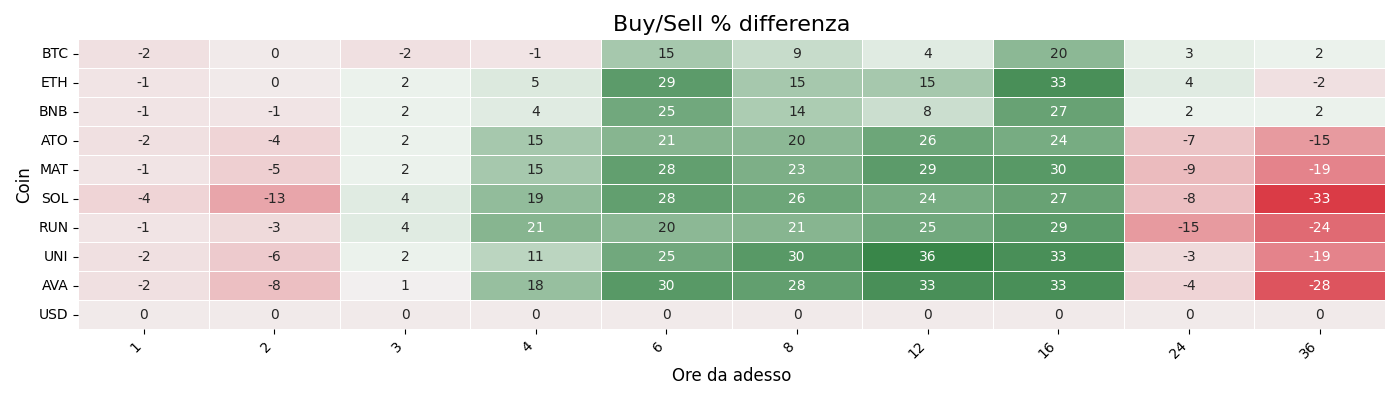 Buy/Sell % differenza
Coin
BTC -2 0 -2 -1 15 9 4 20 3 2
ETH -1 0 2 5 29 15 15 33 4 -2
BNB -1 -1 2 4 25 14 8 27 2 2
ATO -2 -4 2 15 21 20 26 24 -7 -15
MAT -1 -5 2 15 28 23 29 30 -9 -19
SOL -4 -13 4 19 28 26 24 27 -8 -33
RUN -1 -3 4 21 20 21 25 29 -15 -24
UNI -2 -6 2 11 25 30 36 33 -3 -19
AVA -2 -8 1 18 30 28 33 33 -4 -28
USD 0 0 0 0 0 0 0 0 0 0
1 2 3 4 6 8 12 16 24 36
Ore da adesso